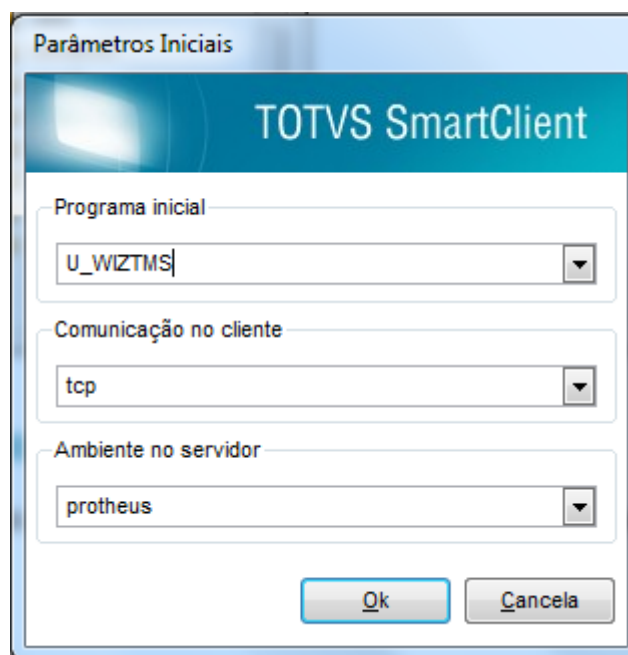 Parâmetros Iniciais
TOTVS SmartClient
Programa inicial
U_WIZTMS
Comunicação no cliente
tcp
Ambiente no servidor
protheus
Ok
Cancela